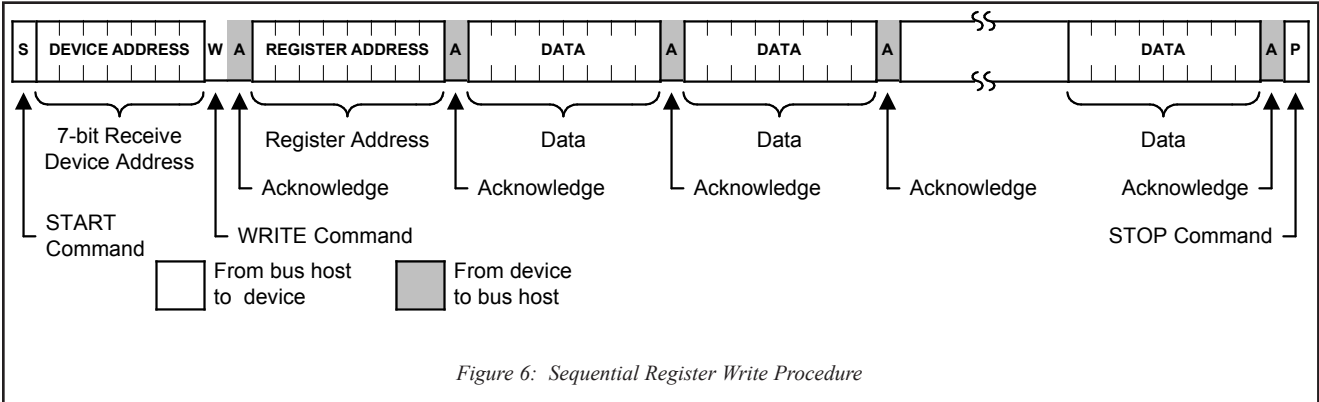 S DEVICE ADDRESS W A REGISTER ADDRESS A DATA A DATA A DATA A P
7-bit Receive
Device Address
Register Address
Data
Data
Data
Acknowledge
Acknowledge
Acknowledge
Acknowledge
Acknowledge
START
Command
WRITE Command
STOP Command
From bus host
to device
From device
to bus host
Figure 6: Sequential Register Write Procedure